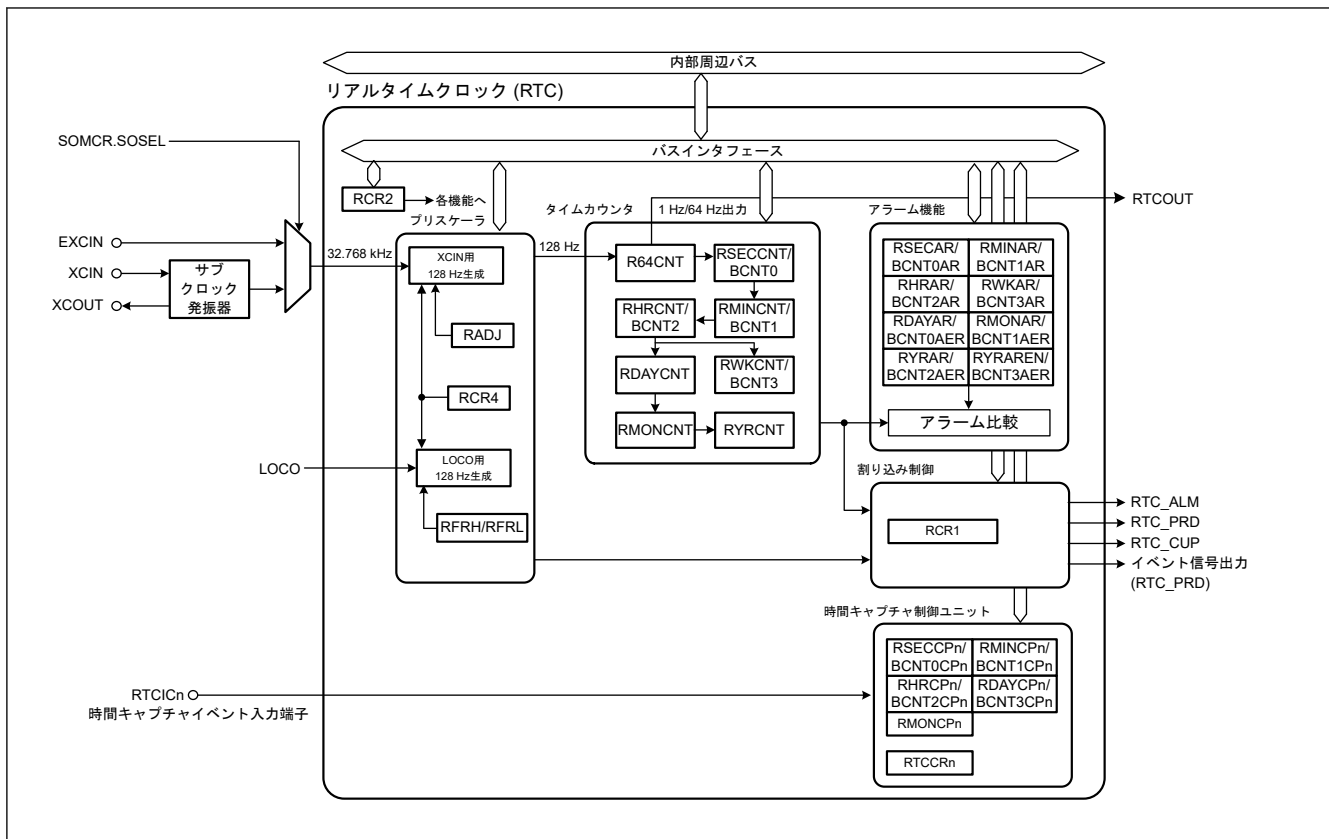 内部周辺バス
リアルタイムクロック (RTC)
SOMCR.SOSEL
バスインタフェース
RCR2
各機能へ
プリスケーラ
タイムカウンタ
1 Hz/64 Hz出力
アラーム機能
RTCOUT
EXCIN
XCIN
XCOUT
サブ
クロック
発振器
32.768 kHz
XCIN用
128 Hz生成
128 Hz
RADJ
RCR4
LOCO
LOCO用
128 Hz生成
RFRH/RFRL
R64CNT
RSECCNT/
BCNT0
RHRCNT/
BCNT2
RMINCNT/
BCNT1
RDAYCNT
RWKCNT/
BCNT3
RMONCNT
RYRCNT
RSECAR/
BCNT0AR
RMINAR/
BCNT1AR
RHRAR/
BCNT2AR
RWKAR/
BCNT3AR
RDAYAR/
BCNT0AER
RMONAR/
BCNT1AER
RYRAR/
BCNT2AER
RYRAREN/
BCNT3AER
アラーム比較
割り込み制御
RCR1
RTC_ALM
RTC_PRD
RTC_CUP
イベント信号出力
(RTC_PRD)
時間キャプチャ制御ユニット
RSECCPn/
BCNT0CPn
RMINCPn/
BCNT1CPn
RHRCPn/
BCNT2CPn
RDAYCPn/
BCNT3CPn
RMONCPn
RTCCRn
RTCICn
時間キャプチャイベント入力端子